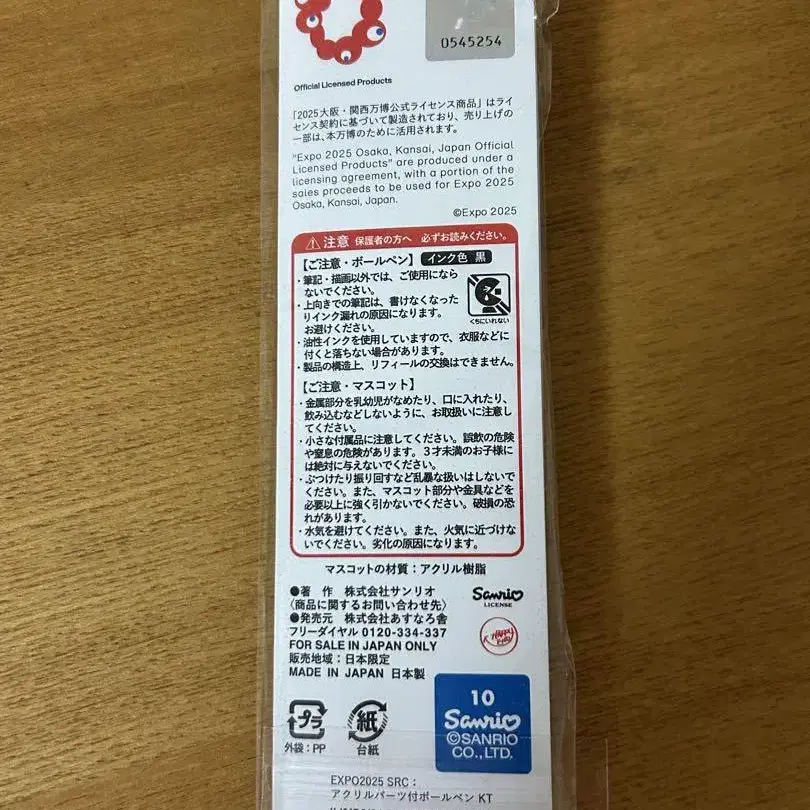 0545254
Official Licensed Products
「2025大阪・関西万博公式ライセンス商品」はライ
センス契約に基づいて製造されており、売り上げの
一部は、本万博のために活用されます。
"Expo 2025 Osaka, Kansai, Japan Official
Licensed Products" are produced under a
licensing agreement, with a portion of the
sales proceeds to be used for Expo 2025
Osaka, Kansai, Japan.
©Expo 2025
注意 保護者の方へ 必ずお読みください。
【ご注意・ボールペン】 インク色 黒
・筆記・描画以外では、ご使用になら
ないでください。
・上向きでの筆記は、書けなくなった
りインク漏れの原因になります。
お避けください。
くちにいれない
・油性インクを使用していますので、衣服などに
付くと落ちない場合があります。
・製品の構造上、リフィールの交換はできません。
【ご注意・マスコット】
・金属部分を乳幼児がなめたり、口に入れたり、
飲み込むなどしないように、お取扱いに注意し
てください。
・小さな付属品に注意してください。誤飲の危険
や窒息の危険があります。3才未満のお子様に
は絶対に与えないでください。
・ぶつけたり振り回すなど乱暴な扱いはしないで
ください。また、マスコット部分や金具などを
必要以上に強く引かないでください。破損の恐
れがあります。
・水気を避けてください。また、火気に近づけな
いでください。劣化の原因になります。
マスコットの材質：アクリル樹脂
●著 作 株式会社サンリオ
〈商品に関するお問い合わせ先〉
●発売元 株式会社あすなろ舎
フリーダイヤル 0120-334-337
FOR SALE IN JAPAN ONLY
販売地域：日本限定
MADE IN JAPAN 日本製
Sanrio
LICENSE
プラ
外装：PP
紙
台紙
10
Sanrio
©SANRIO
CO., LTD.
EXPO2025 SRC：
アクリルパーツ付ボールペン KT